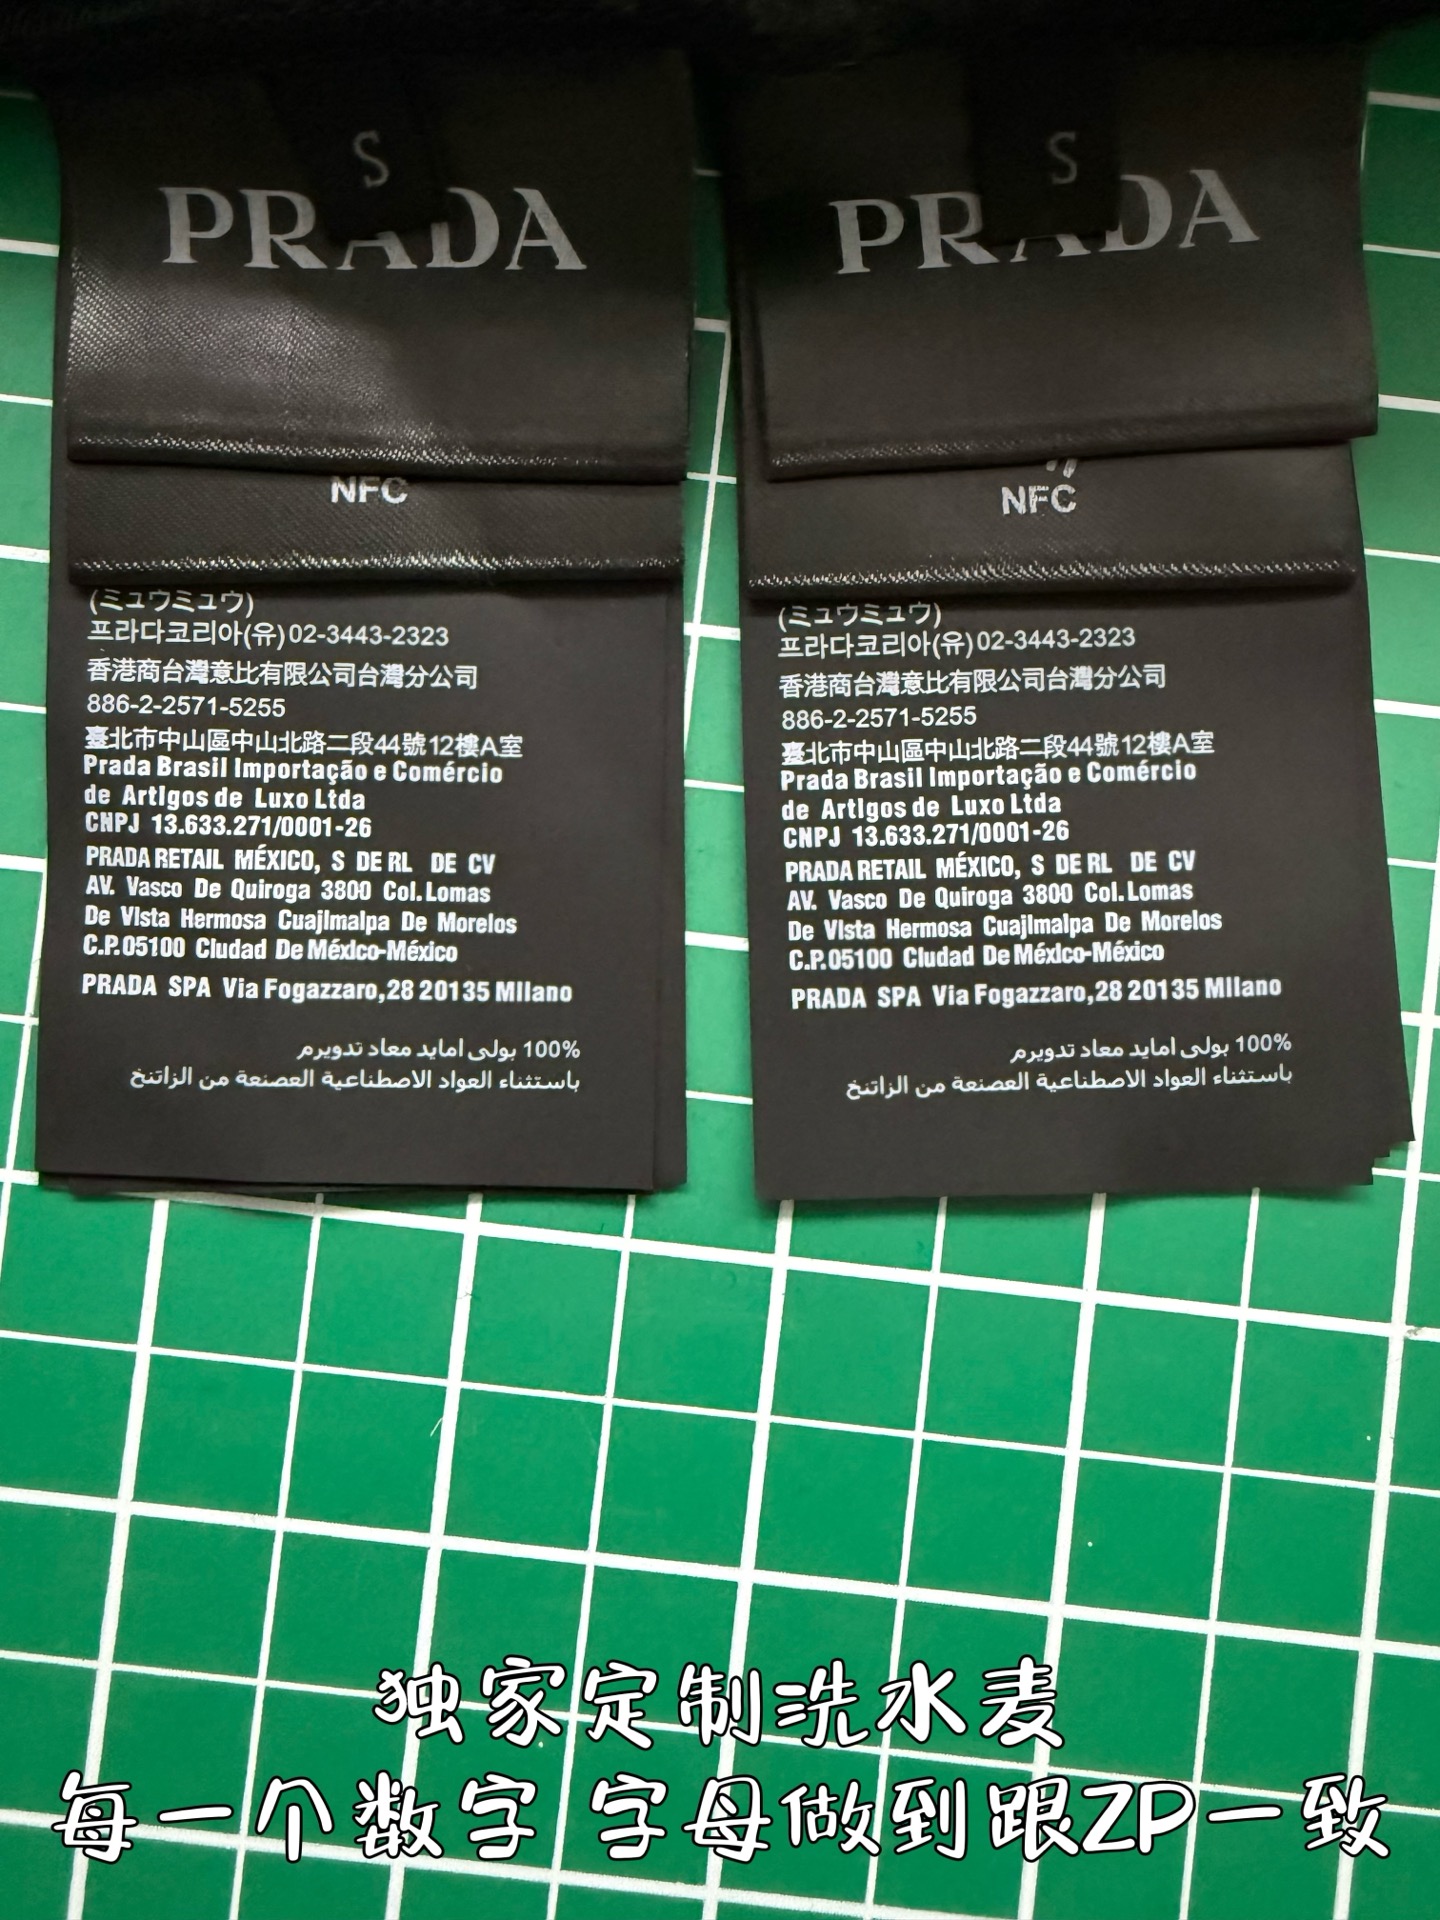 S
PRADA
NFC
(ミュウミュウ)
프라다코리아(유)02-3443-2323
香港商台灣意比有限公司台灣分公司
886-2-2571-5255
臺北市中山區中山北路二段44號12樓A室
Prada Brasil Importação e Comércio
de ArtIgos de Luxo Ltda
CNPJ 13.633.271/0001-26
PRADA RETAIL MÉXICO, S DE RL DE CV
AV. Vasco De Quiroga 3800 Col.Lomas
De VIsta Hermosa CuajImalpa De Morelos
C.P.05100 CIudad De MéxIco-México
PRADA SPA Via Fogazzaro,28 20135 MIlano
100% بولى امايد معاد تدويرم
باستثناء العواد الاصطناعية العصنعة من الزاتنخ
S
PRADA
NFC
(ミュウミュウ)
프라다코리아(유)02-3443-2323
香港商台灣意比有限公司台灣分公司
886-2-2571-5255
臺北市中山區中山北路二段44號12樓A室
Prada Brasil Importação e Comércio
de ArtIgos de Luxo Ltda
CNPJ 13.633.271/0001-26
PRADA RETAIL MÉXICO, S DE RL DE CV
AV. Vasco De Quiroga 3800 Col.Lomas
De VIsta Hermosa CuajImalpa De Morelos
C.P.05100 CIudad De MéxIco-México
PRADA SPA Via Fogazzaro,28 20135 MIlano
100% بولى امايد معاد تدويرم
باستثناء العواد الاصطناعية العصنعة من الزاتنخ
独家定制洗水麦
每一个数字 字母做到跟ZP一致